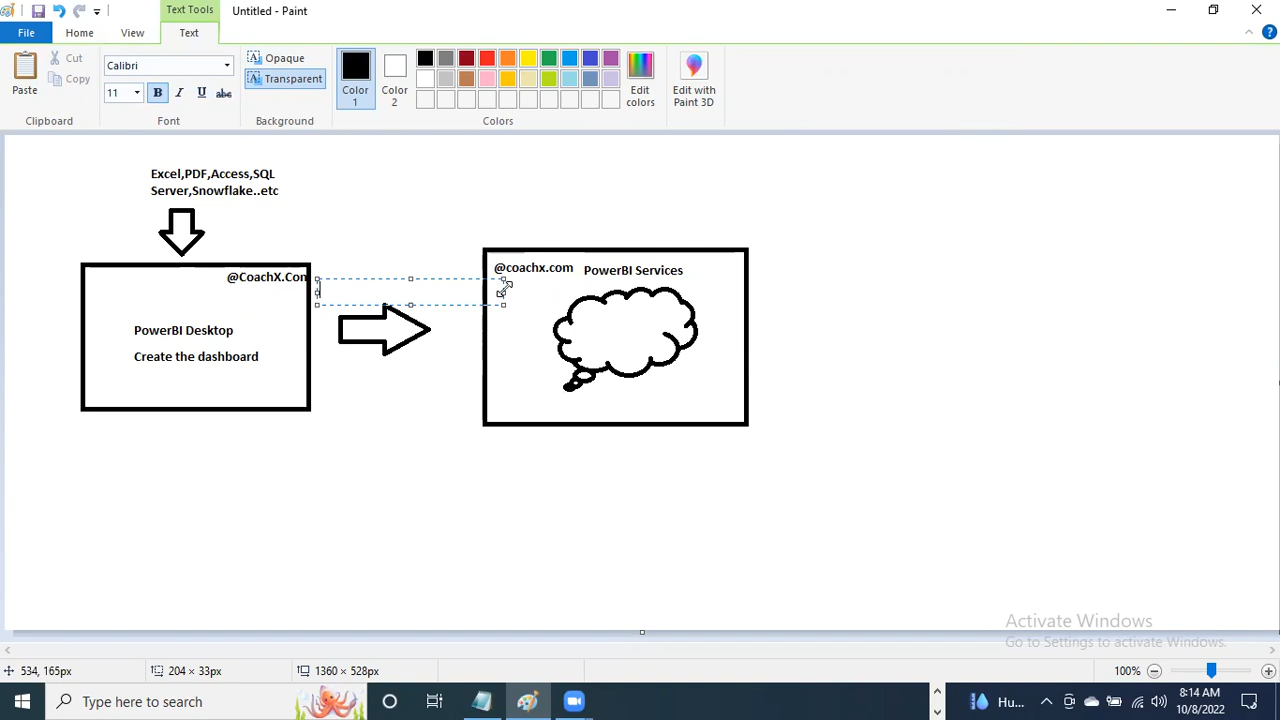 Text Tools
Untitled - Paint
File
Home
View
Text
Paste
Cut
Copy
Clipboard
Calibri
11
B
I
U
abc
Font
Opaque
Transparent
Background
Color
1
Color
2
Edit
colors
Colors
Edit with
Paint 3D
Excel,PDF,Access,SQL
Server,Snowflake..etc
@CoachX.Com
PowerBI Desktop
Create the dashboard
@coachx.com
PowerBI Services
Activate Windows
Go to Settings to activate Windows.
534, 165px
204 × 33px
1360 × 528px
100%
Type here to search
Hu...
8:14 AM
10/8/2022